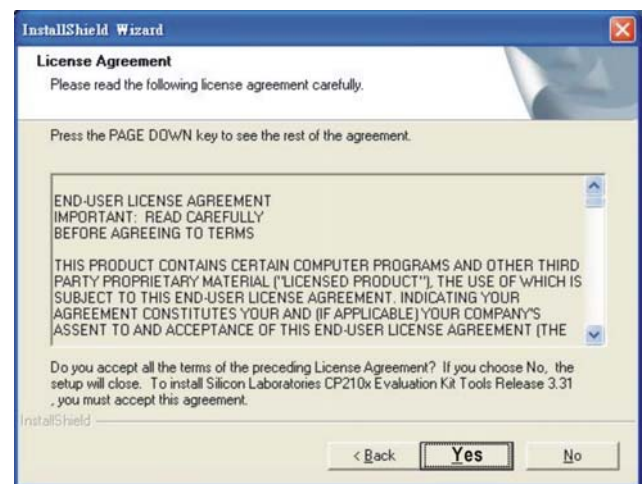 InstallShield Wizard
License Agreement
Please read the following license agreement carefully.
Press the PAGE DOWN key to see the rest of the agreement.
END-USER LICENSE AGREEMENT
IMPORTANT: READ CAREFULLY
BEFORE AGREEING TO TERMS
THIS PRODUCT CONTAINS CERTAIN COMPUTER PROGRAMS AND OTHER THIRD
PARTY PROPRIETARY MATERIAL ("LICENSED PRODUCT"), THE USE OF WHICH IS
SUBJECT TO THIS END-USER LICENSE AGREEMENT. INDICATING YOUR
AGREEMENT CONSTITUTES YOUR AND (IF APPLICABLE) YOUR COMPANY'S
ASSENT TO AND ACCEPTANCE OF THIS END-USER LICENSE AGREEMENT (THE
Do you accept all the terms of the preceding License Agreement? If you choose No, the
setup will close. To install Silicon Laboratories CP210x Evaluation Kit Tools Release 3.31
, you must accept this agreement.
InstallShield
< Back Yes No